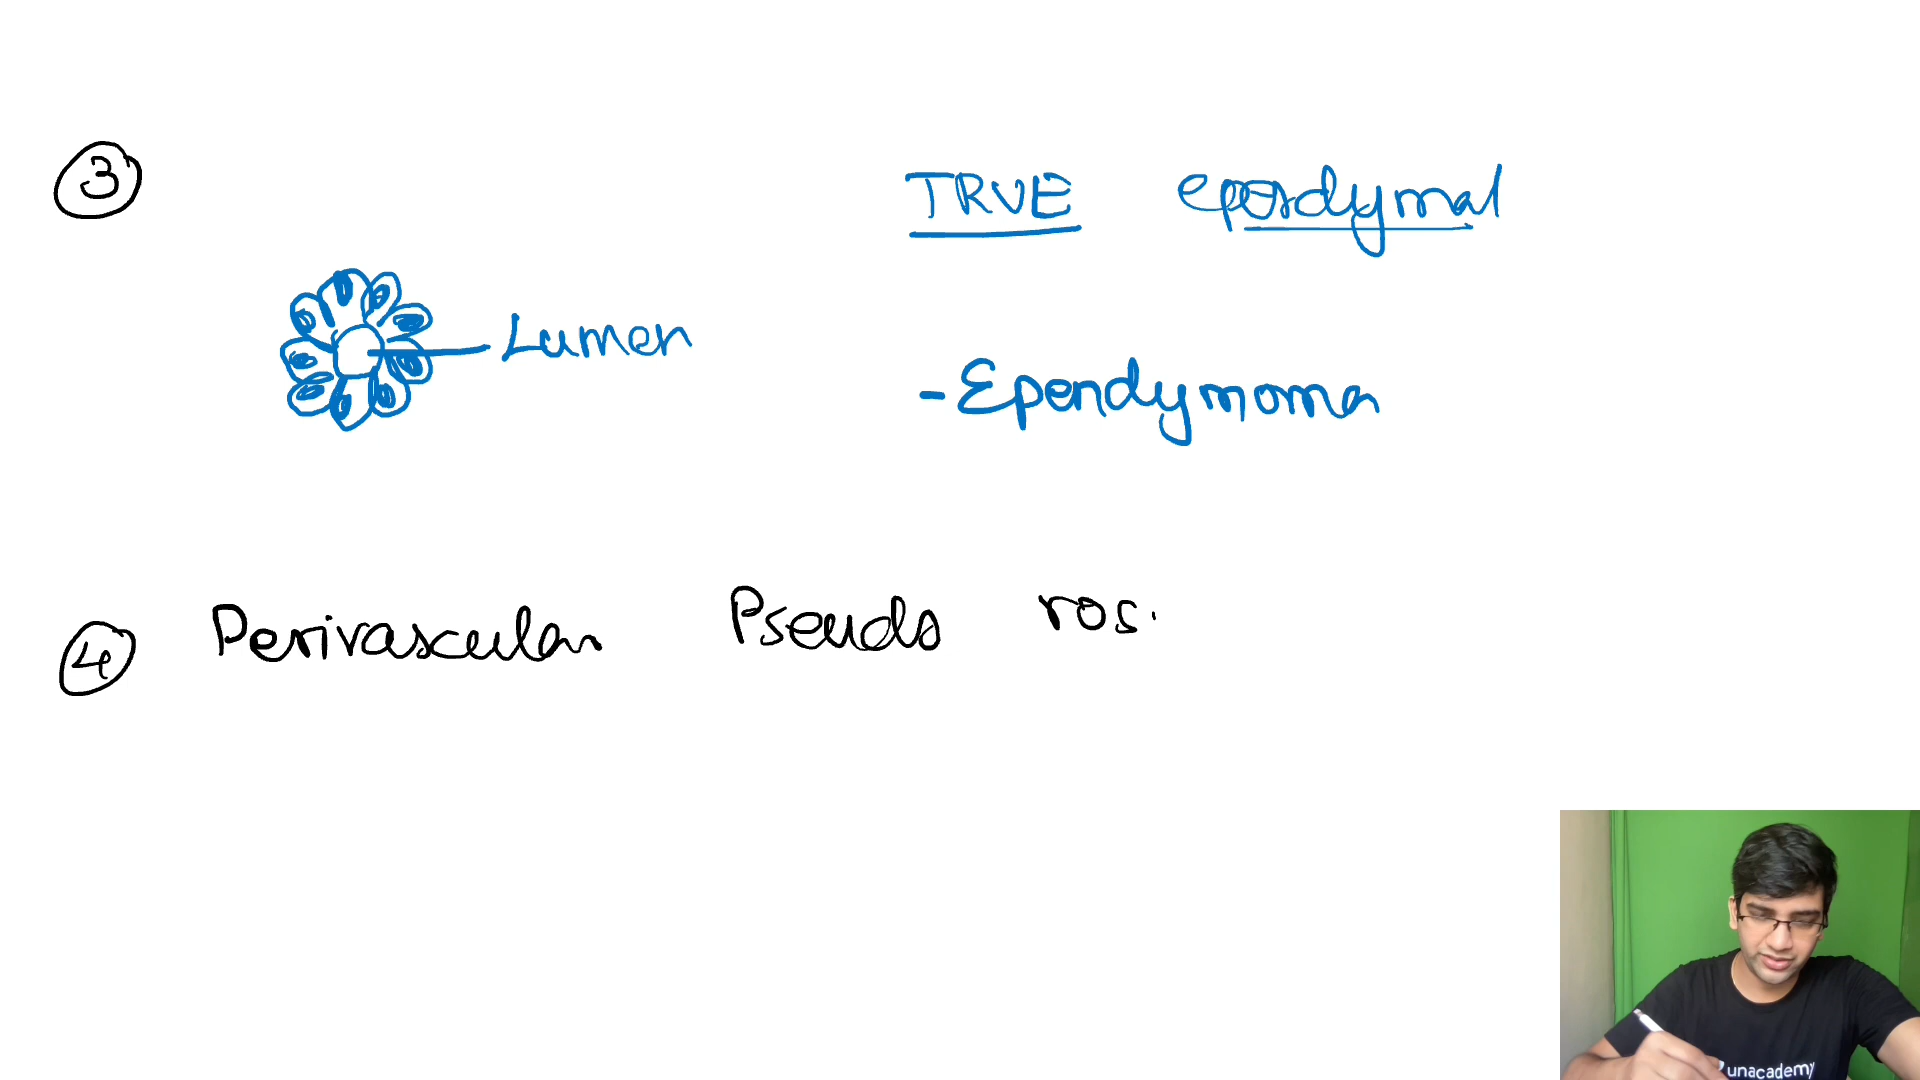 3
TRUE ependymal
Lumen
- Ependymoma
4 Perivascular Pseudo ros.
unacademy